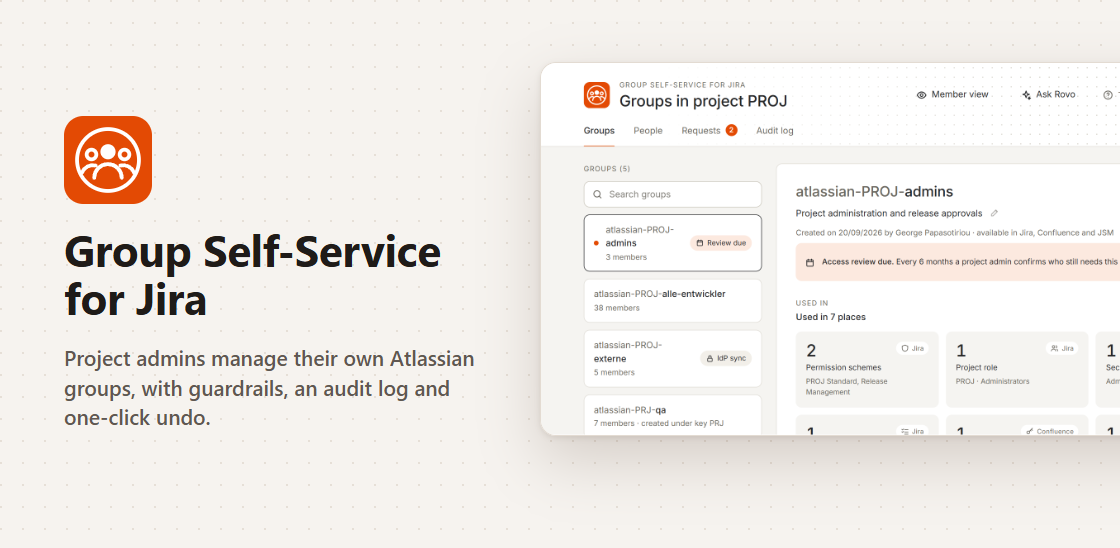 Group Self-Service
for Jira
Project admins manage their own Atlassian
groups, with guardrails, an audit log and
one-click undo.
GROUP SELF-SERVICE FOR JIRA
Groups in project PROJ
Member view
Ask Rovo
Groups
People
Requests 2
Audit log
GROUPS (5)
Search groups
atlassian-PROJ-
admins
3 members
Review due
atlassian-PROJ-alle-entwickler
38 members
atlassian-PROJ-
externe
5 members
IdP sync
atlassian-PRJ-qa
7 members · created under key PRJ
atlassian-PROJ-admins
Project administration and release approvals
Created on 20/09/2026 by George Papasotiriou · available in Jira, Confluence and JSM
Access review due. Every 6 months a project admin confirms who still needs this
USED IN
Used in 7 places
2
Jira
Permission schemes
PROJ Standard, Release
Management
1
Jira
Project role
PROJ · Administrators
1
1
Jira
1
Confluence